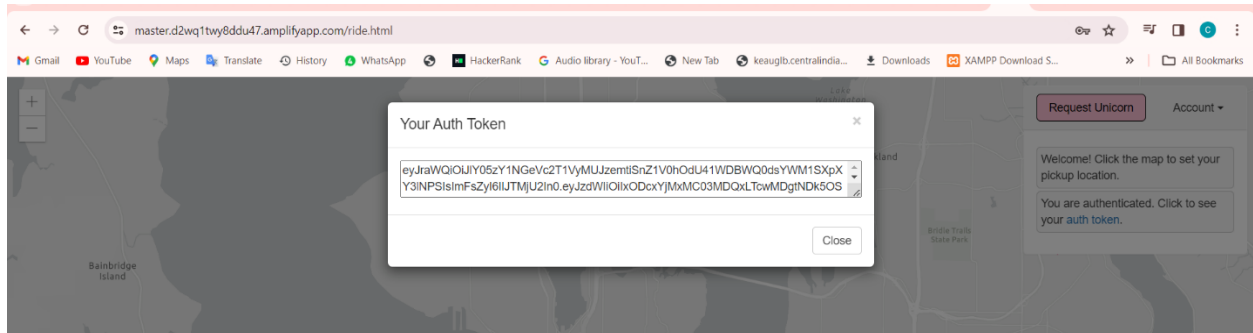 master.d2wq1twy8ddu47.amplifyapp.com/ride.html
C
Gmail YouTube Maps Translate History WhatsApp HackerRank Audio library - YouT... New Tab keauglb.centralindia... Downloads XAMPP Download S... » All Bookmarks
+
−
Your Auth Token ×
eyJraWQiOiJlY05zY1NGeVc2T1VyMUJzemtiSnZ1V0hOdU41WDBWQ0dsYWM1SXpX
Y3lNPSIsImFsZyI6IlJTMjU2In0.eyJzdWIiOiIxODcxYjMxMC03MDQxLTcwMDgtNDk5OS
Close
Request Unicorn Account
Welcome! Click the map to set your
pickup location.
You are authenticated. Click to see
your auth token.
Lake
Washington
kland
Bridle Trails
State Park
Bainbridge
Island